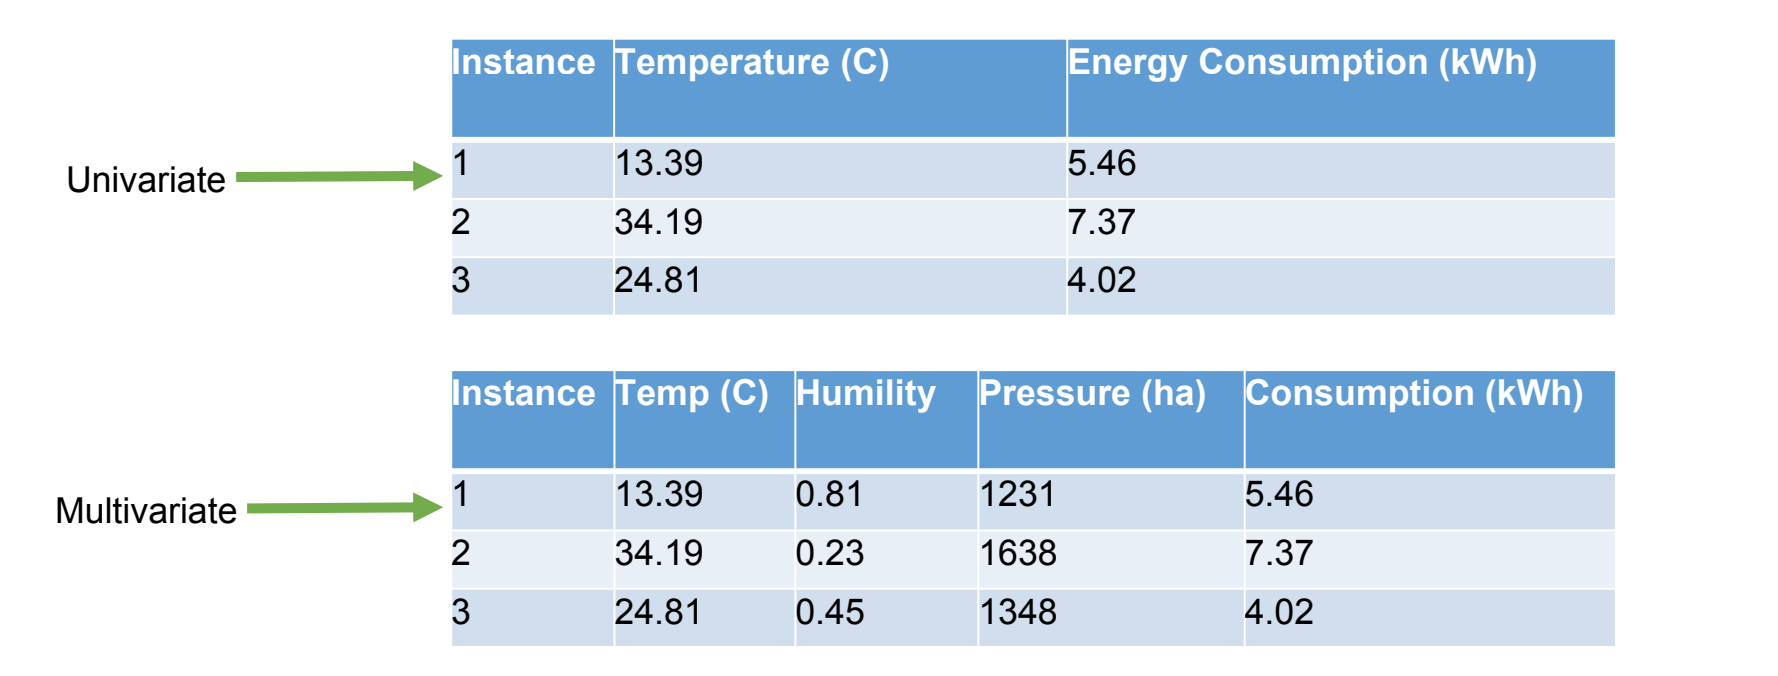 Instance Temperature (C) Energy Consumption (kWh)
Univariate
1 13.39 5.46
2 34.19 7.37
3 24.81 4.02
Instance Temp (C) Humility Pressure (ha) Consumption (kWh)
Multivariate
1 13.39 0.81 1231 5.46
2 34.19 0.23 1638 7.37
3 24.81 0.45 1348 4.02